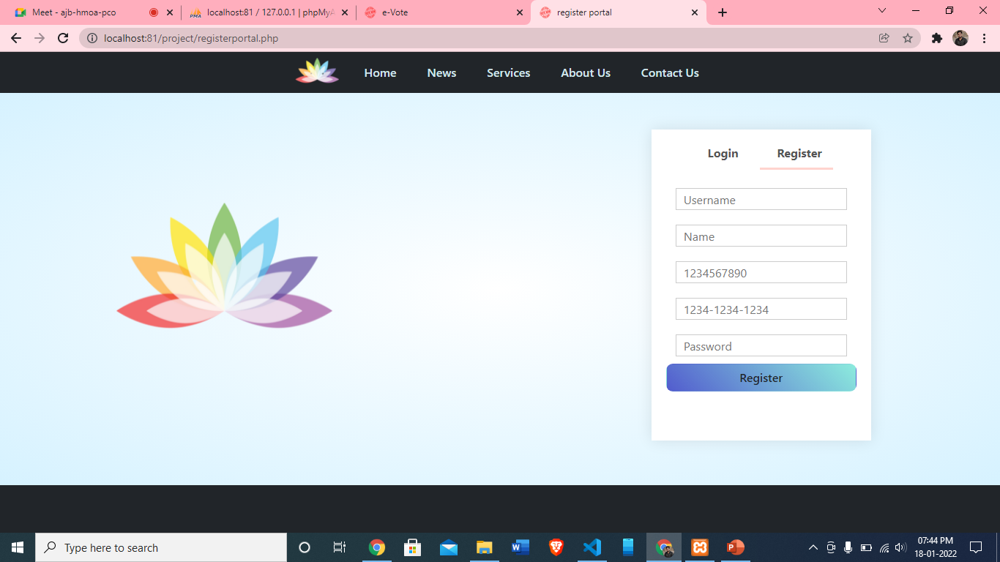 Meet - ajb-hmoa-pco
localhost:81 / 127.0.0.1 | phpMyA
e-Vote
register portal
localhost:81/project/registerportal.php
Home News Services About Us Contact Us
Login Register
Username
Name
1234567890
1234-1234-1234
Password
Register
Type here to search
07:44 PM
18-01-2022